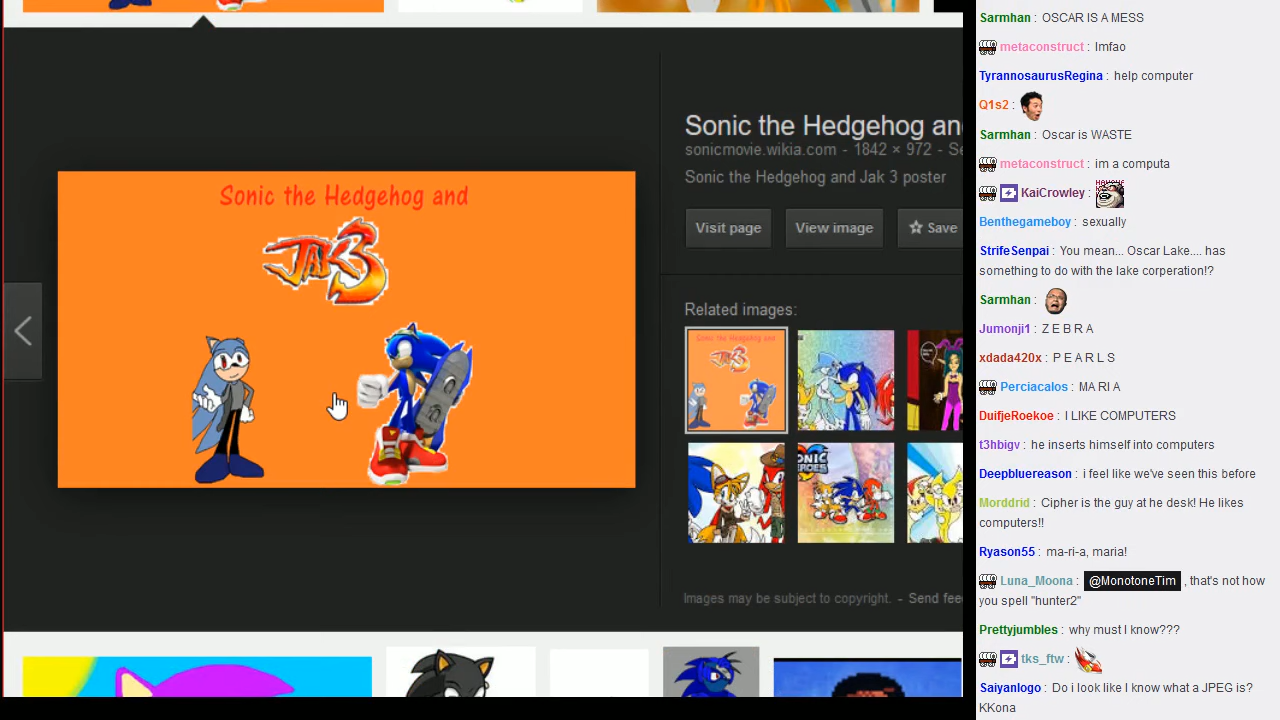 Sonic the Hedgehog and
JAK 3
Sonic the Hedgehog an
sonicmovie.wikia.com - 1842 × 972 - Se
Sonic the Hedgehog and Jak 3 poster
Visit page
View image
Save
Related images:
Images may be subject to copyright. - Send fee
Sarmhan : OSCAR IS A MESS
metaconstruct : lmfao
TyrannosaurusRegina : help computer
Q1s2 :
Sarmhan : Oscar is WASTE
metaconstruct : im a computa
KaiCrowley :
Benthegameboy : sexually
StrifeSenpai : You mean... Oscar Lake.... has
something to do with the lake corperation!?
Sarmhan :
Jumonji1 : Z E B R A
xdada420x : P E A R L S
Perciacalos : MA RI A
DuifjeRoekoe : I LIKE COMPUTERS
t3hbigv : he inserts himself into computers
Deepbluereason : I feel like we've seen this before
Morddrid : Cipher is the guy at he desk! He likes
computers!!
Ryason55 : ma-ri-a, maria!
Luna_Moona : @MonotoneTim , that's not how
you spell "hunter2"
Prettyjumbles : why must I know???
tks_ftw :
Saiyanlogo : Do i look like I know what a JPEG is?
KKona